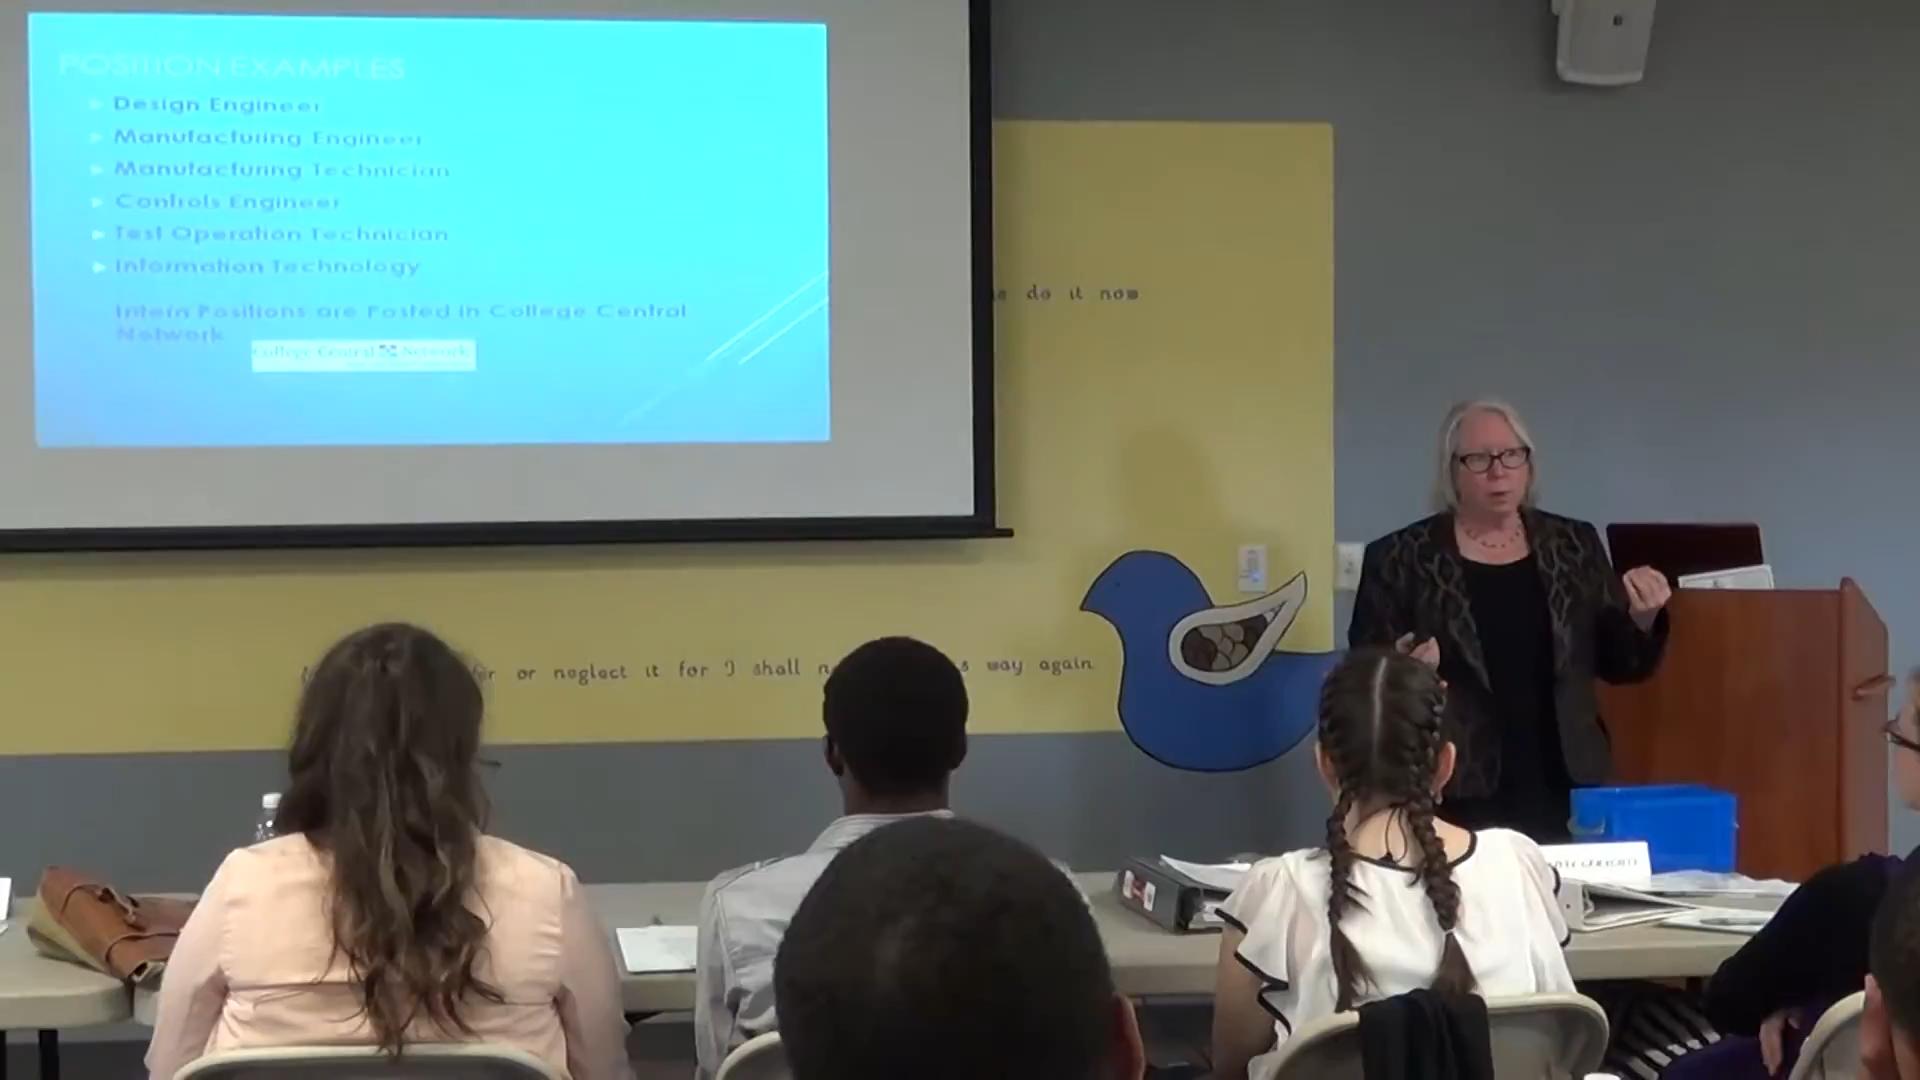 POSITION EXAMPLES
Design Engineer
Manufacturing Engineer
Manufacturing Technician
Controls Engineer
Test Operation Technician
Information Technology
Intern Positions are Posted in College Central
Network
College Central Network
do it now
or neglect it for I shall
way again